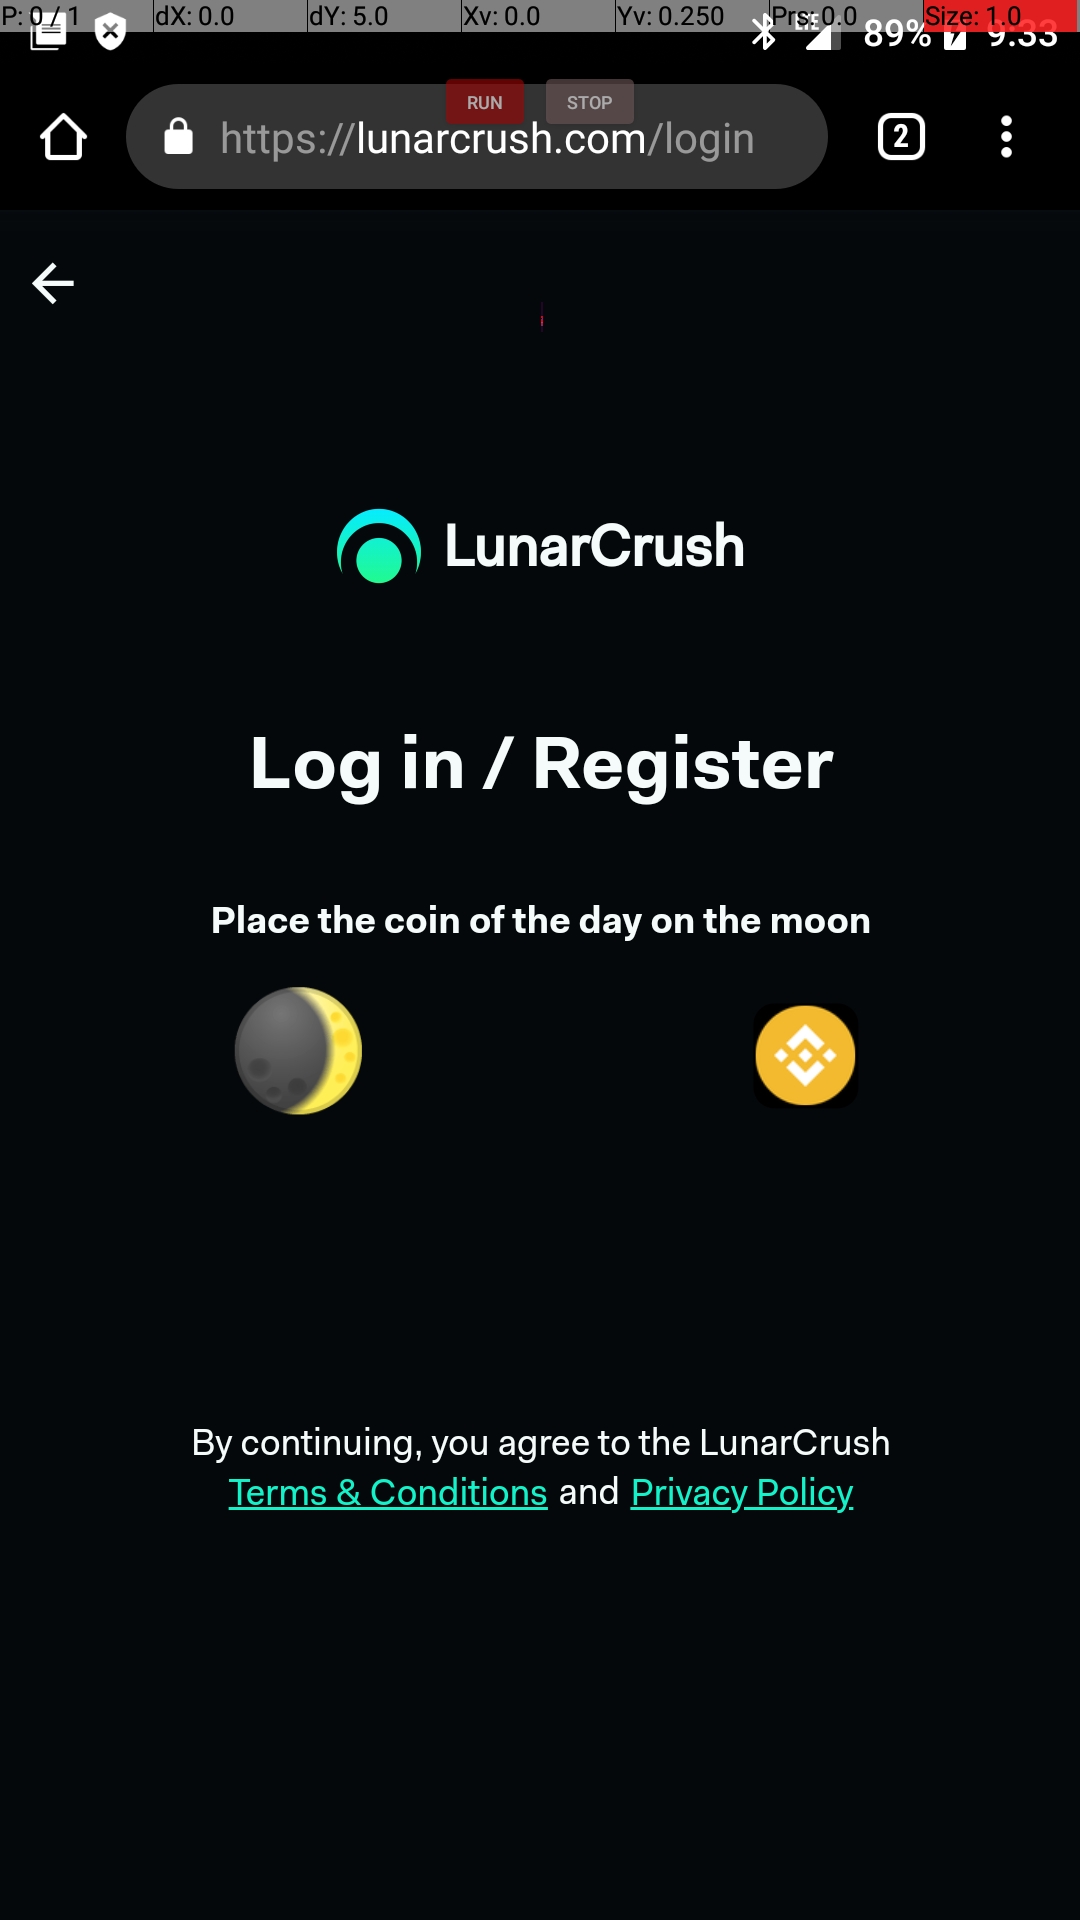 P: 0 / 1 dX: 0.0 dY: 5.0 Xv: 0.0 Yv: 0.250 Prs: 0.0 Size: 1.0
LTE 89% 9:33
RUN STOP
https://lunarcrush.com/login 2
LunarCrush
Log in / Register
Place the coin of the day on the moon
By continuing, you agree to the LunarCrush
Terms & Conditions and Privacy Policy